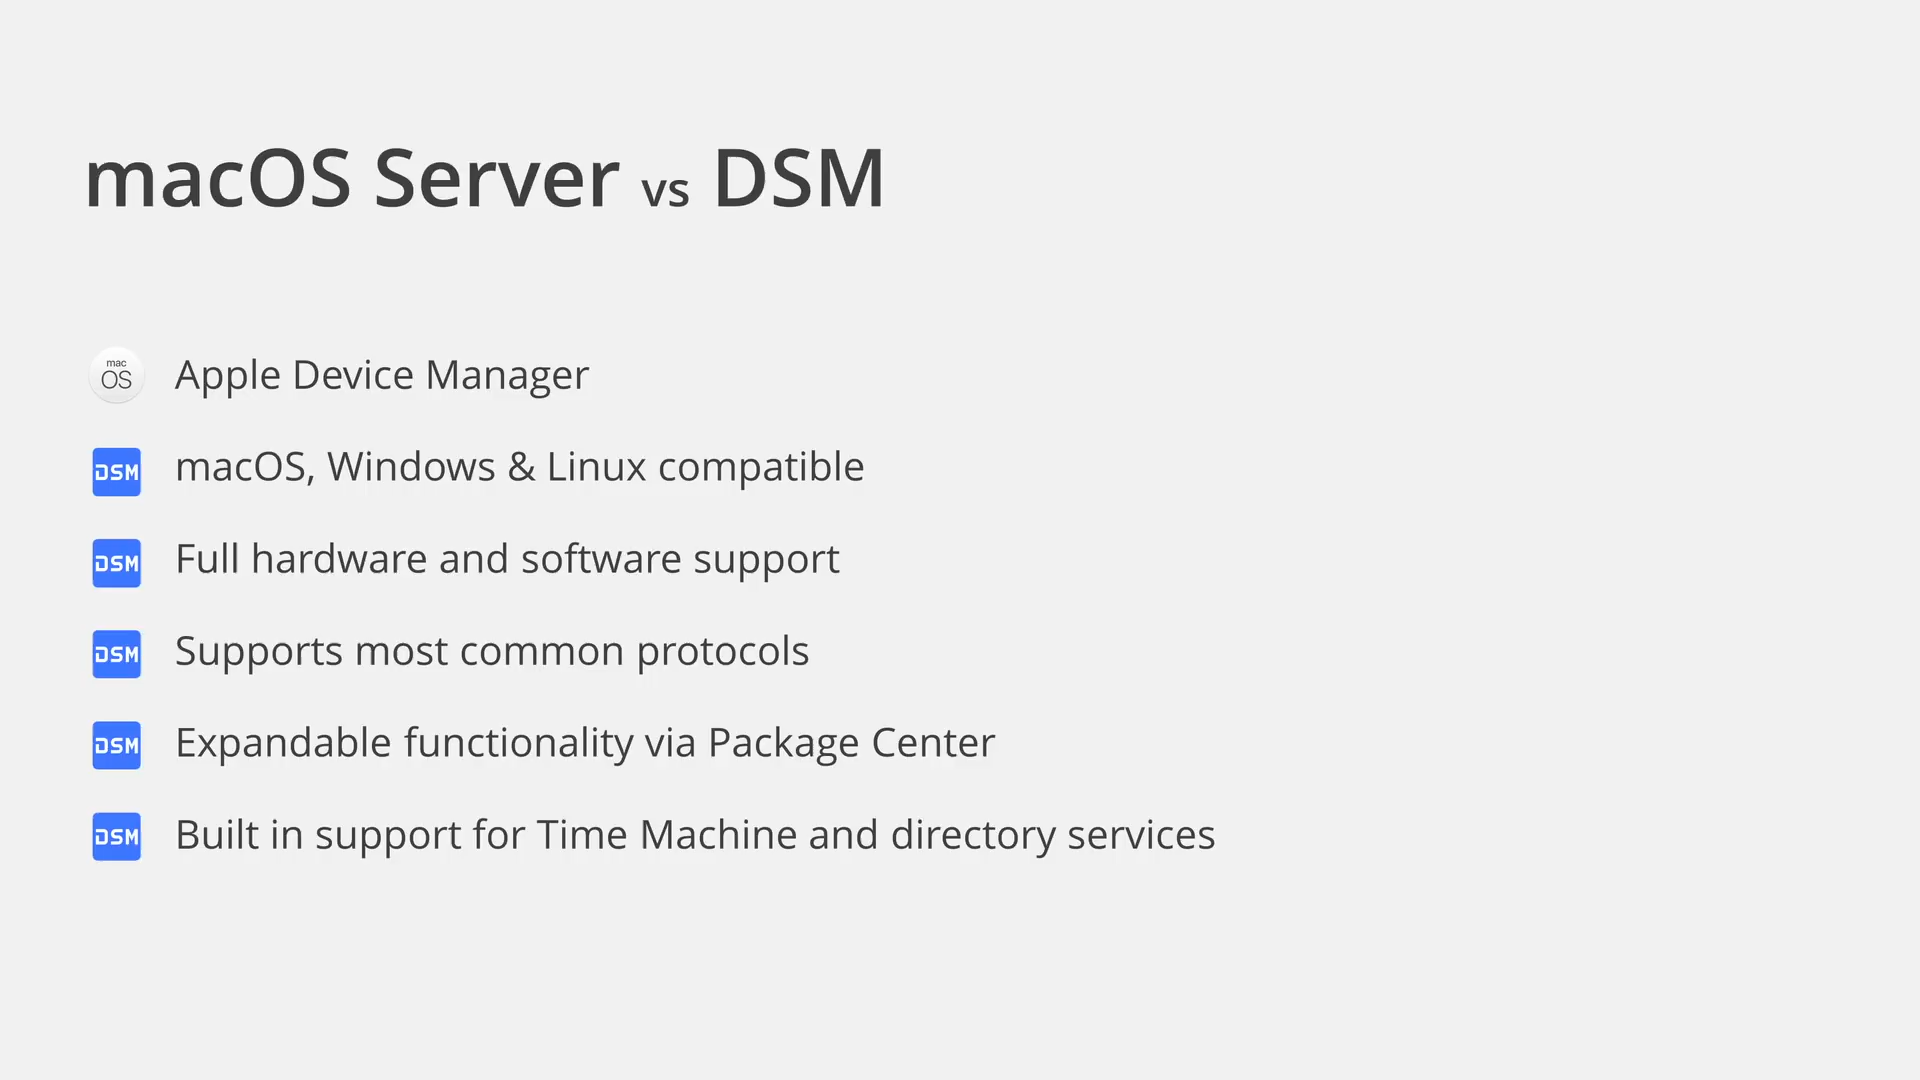 macOS Server vs DSM
mac
OS
Apple Device Manager
DSM
macOS, Windows & Linux compatible
DSM
Full hardware and software support
DSM
Supports most common protocols
DSM
Expandable functionality via Package Center
DSM
Built in support for Time Machine and directory services